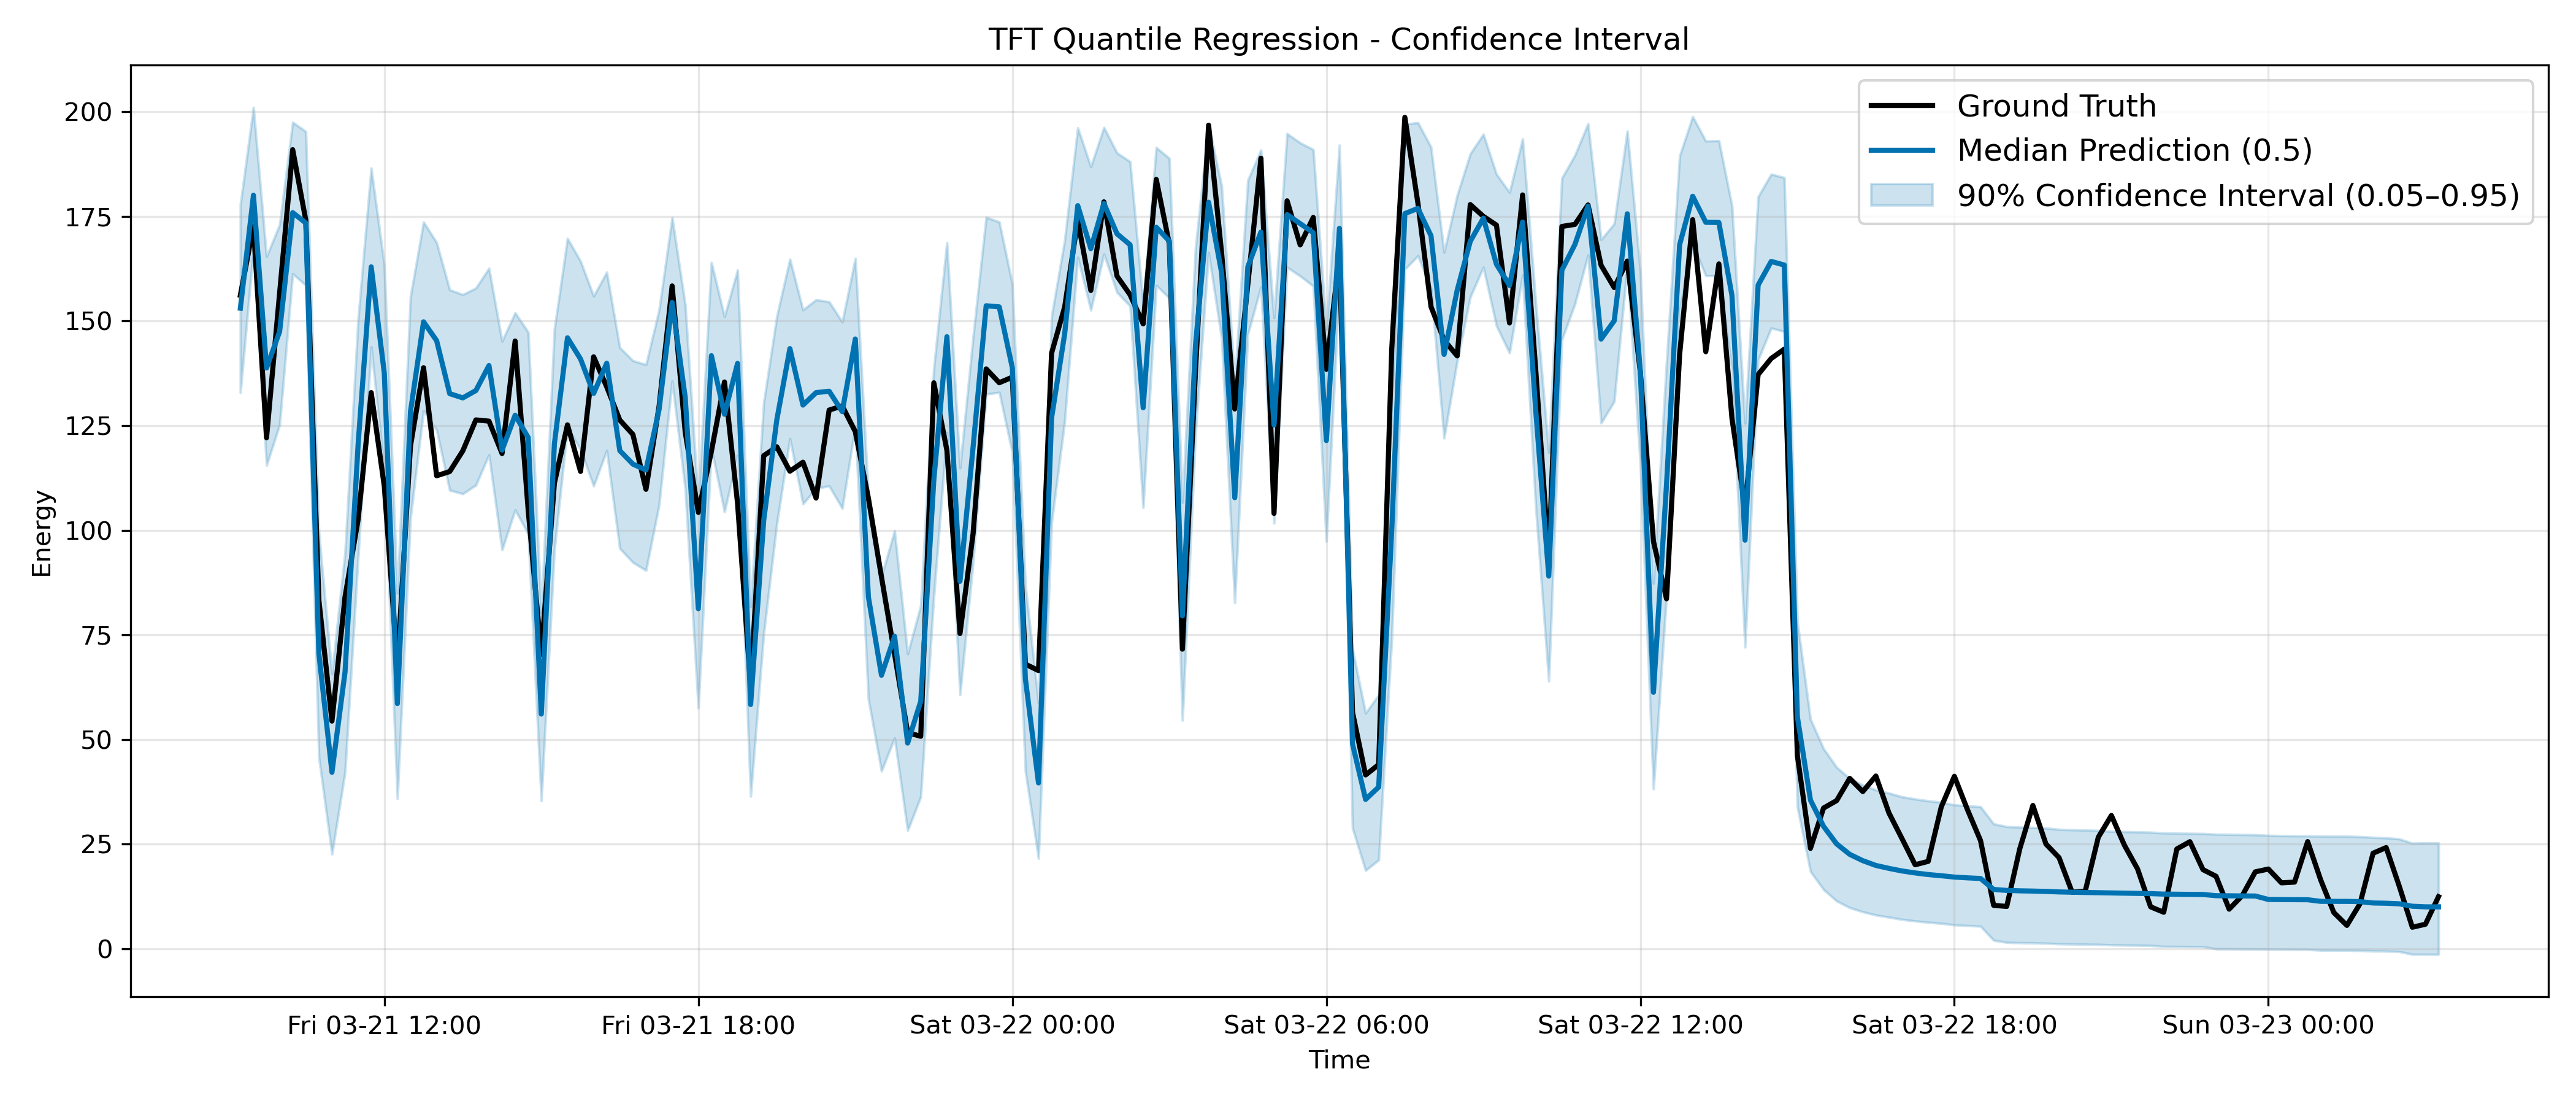 TFT Quantile Regression - Confidence Interval
Ground Truth
Median Prediction (0.5)
90% Confidence Interval (0.05–0.95)
Energy
200
175
150
125
100
75
50
25
0
Fri 03-21 12:00
Fri 03-21 18:00
Sat 03-22 00:00
Sat 03-22 06:00
Sat 03-22 12:00
Sat 03-22 18:00
Sun 03-23 00:00
Time